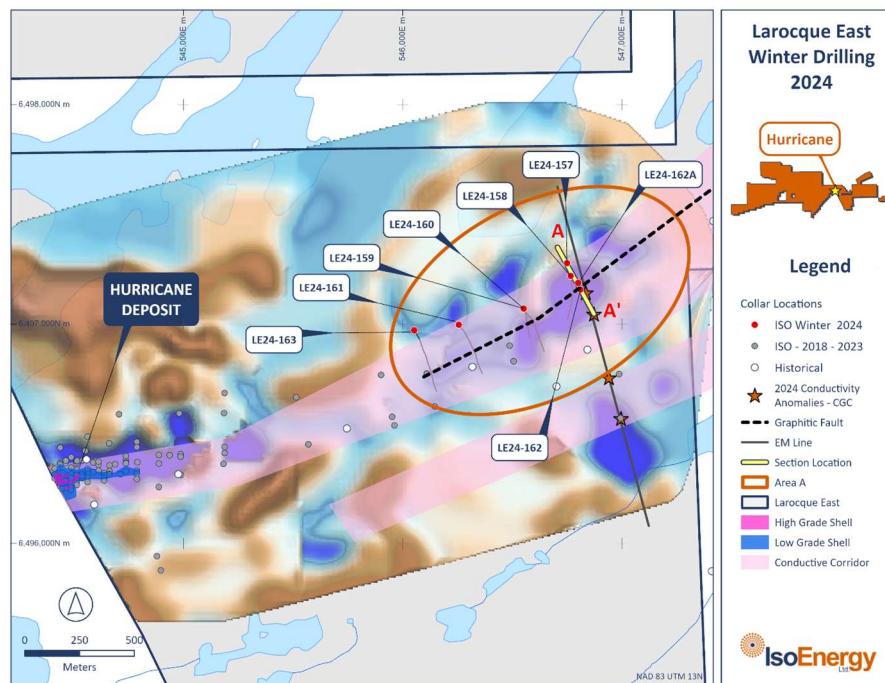 545,000E m
546,000E m
547,000E m
6,498,000N m
6,497,000N m
6,496,000N m
LE24-157
LE24-162A
LE24-158
LE24-160
LE24-159
LE24-161
LE24-163
HURRICANE
DEPOSIT
A
A'
LE24-162
0 250 500
Meters
NAD 83 UTM 13N
Larocque East
Winter Drilling
2024
Hurricane
Legend
Collar Locations
ISO Winter 2024
ISO - 2018 - 2023
Historical
2024 Conductivity
Anomalies - CGC
Graphitic Fault
EM Line
Section Location
Area A
Larocque East
High Grade Shell
Low Grade Shell
Conductive Corridor
IsoEnergy
Ltd.